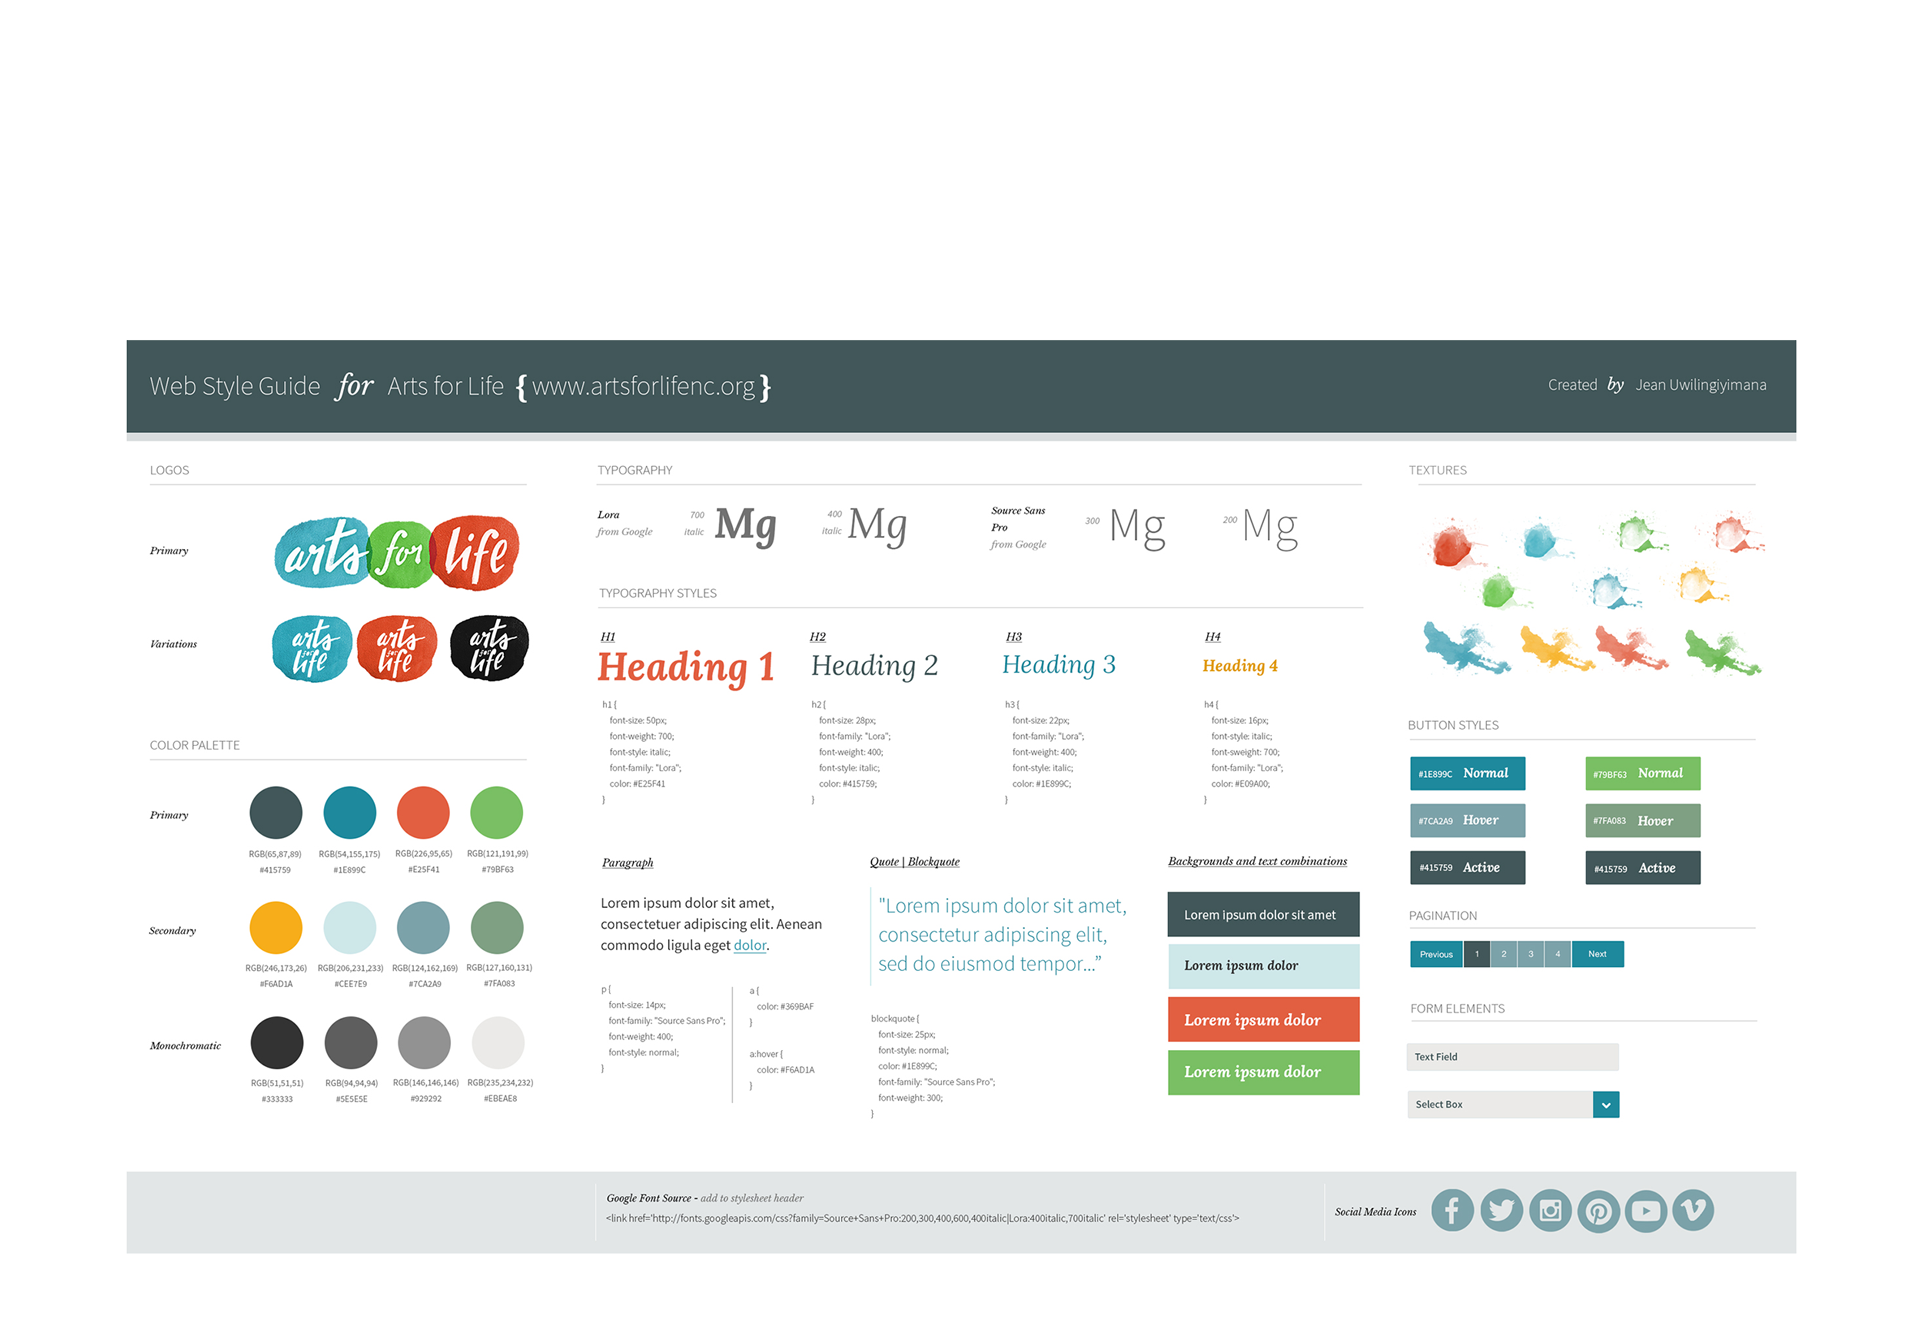 Web Style Guide for Arts for Life { www.artsforlifenc.org }
Created by Jean Uwilingiyimana
LOGOS
Primary
arts for life
Variations
arts for life
arts for life
arts for life
COLOR PALETTE
Primary
RGB(65,87,89)
#415759
RGB(54,155,175)
#1E899C
RGB(226,95,65)
#E25F41
RGB(121,191,99)
#79BF63
Secondary
RGB(246,173,26)
#F6AD1A
RGB(206,231,233)
#CEE7E9
RGB(124,162,169)
#7CA2A9
RGB(127,160,131)
#7FA083
Monochromatic
RGB(51,51,51)
#333333
RGB(94,94,94)
#5E5E5E
RGB(146,146,146)
#929292
RGB(235,234,232)
#EBEAE8
TYPOGRAPHY
Lora
from Google
700
italic
Mg
400
italic
Mg
Source Sans
Pro
from Google
300
Mg
200
Mg
TYPOGRAPHY STYLES
H1
Heading 1
h1 {
font-size: 50px;
font-weight: 700;
font-style: italic;
font-family: "Lora";
color: #E25F41
}
H2
Heading 2
h2 {
font-size: 28px;
font-family: "Lora";
font-weight: 400;
font-style: italic;
color: #415759;
}
H3
Heading 3
h3 {
font-size: 22px;
font-family: "Lora";
font-weight: 400;
font-style: italic;
color: #1E899C;
}
H4
Heading 4
h4 {
font-size: 16px;
font-style: italic;
font-sweight: 700;
font-family: "Lora";
color: #E09A00;
}
Paragraph
Lorem ipsum dolor sit amet,
consectetuer adipiscing elit. Aenean
commodo ligula eget dolor.
p {
font-size: 14px;
font-family: "Source Sans Pro";
font-weight: 400;
font-style: normal;
}
a {
color: #369BAF
}
a:hover {
color: #F6AD1A
}
Quote | Blockquote
"Lorem ipsum dolor sit amet,
consectetur adipiscing elit,
sed do eiusmod tempor...”
blockquote {
font-size: 25px;
font-style: normal;
color: #1E899C;
font-family: "Source Sans Pro";
font-weight: 300;
}
Backgrounds and text combinations
Lorem ipsum dolor sit amet
Lorem ipsum dolor
Lorem ipsum dolor
Lorem ipsum dolor
TEXTURES
BUTTON STYLES
#1E899C Normal
#79BF63 Normal
#7CA2A9 Hover
#7FA083 Hover
#415759 Active
#415759 Active
PAGINATION
Previous 1 2 3 4 Next
FORM ELEMENTS
Text Field
Select Box
Google Font Source - add to stylesheet header
<link href='http://fonts.googleapis.com/css?family=Source+Sans+Pro:200,300,400,600,400italic|Lora:400italic,700italic' rel='stylesheet' type='text/css'>
Social Media Icons